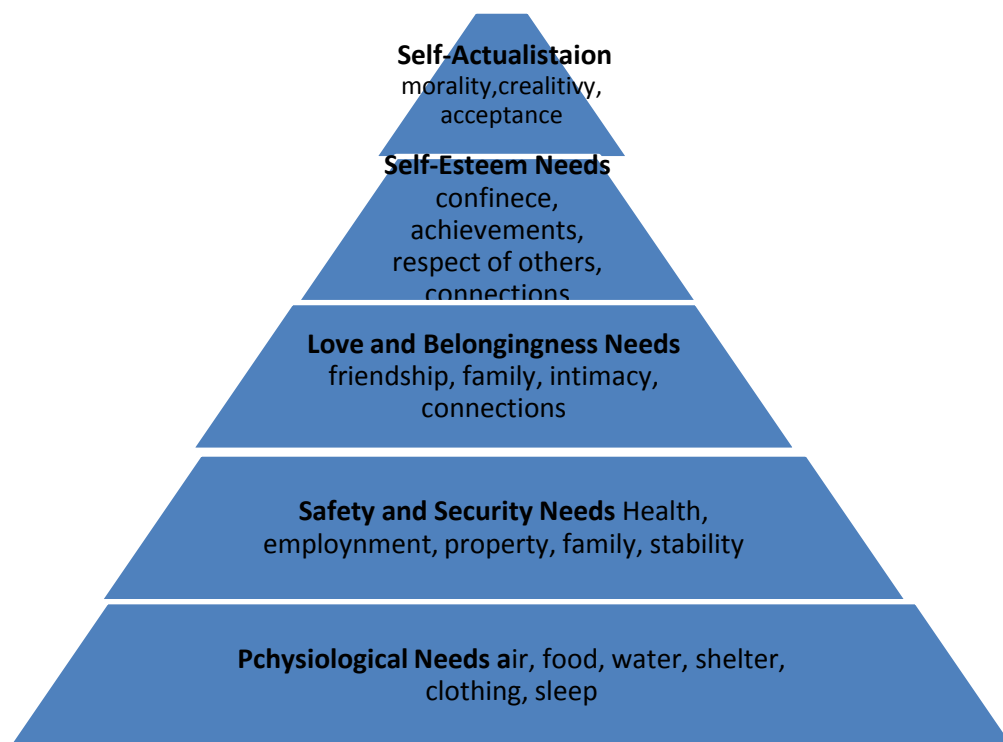 Self-Actualistaion
morality,crealitivy,
acceptance
Self-Esteem Needs
confinece,
achievements,
respect of others,
connections
Love and Belongingness Needs
friendship, family, intimacy,
connections
Safety and Security Needs Health,
employnment, property, family, stability
Pchysiological Needs air, food, water, shelter,
clothing, sleep